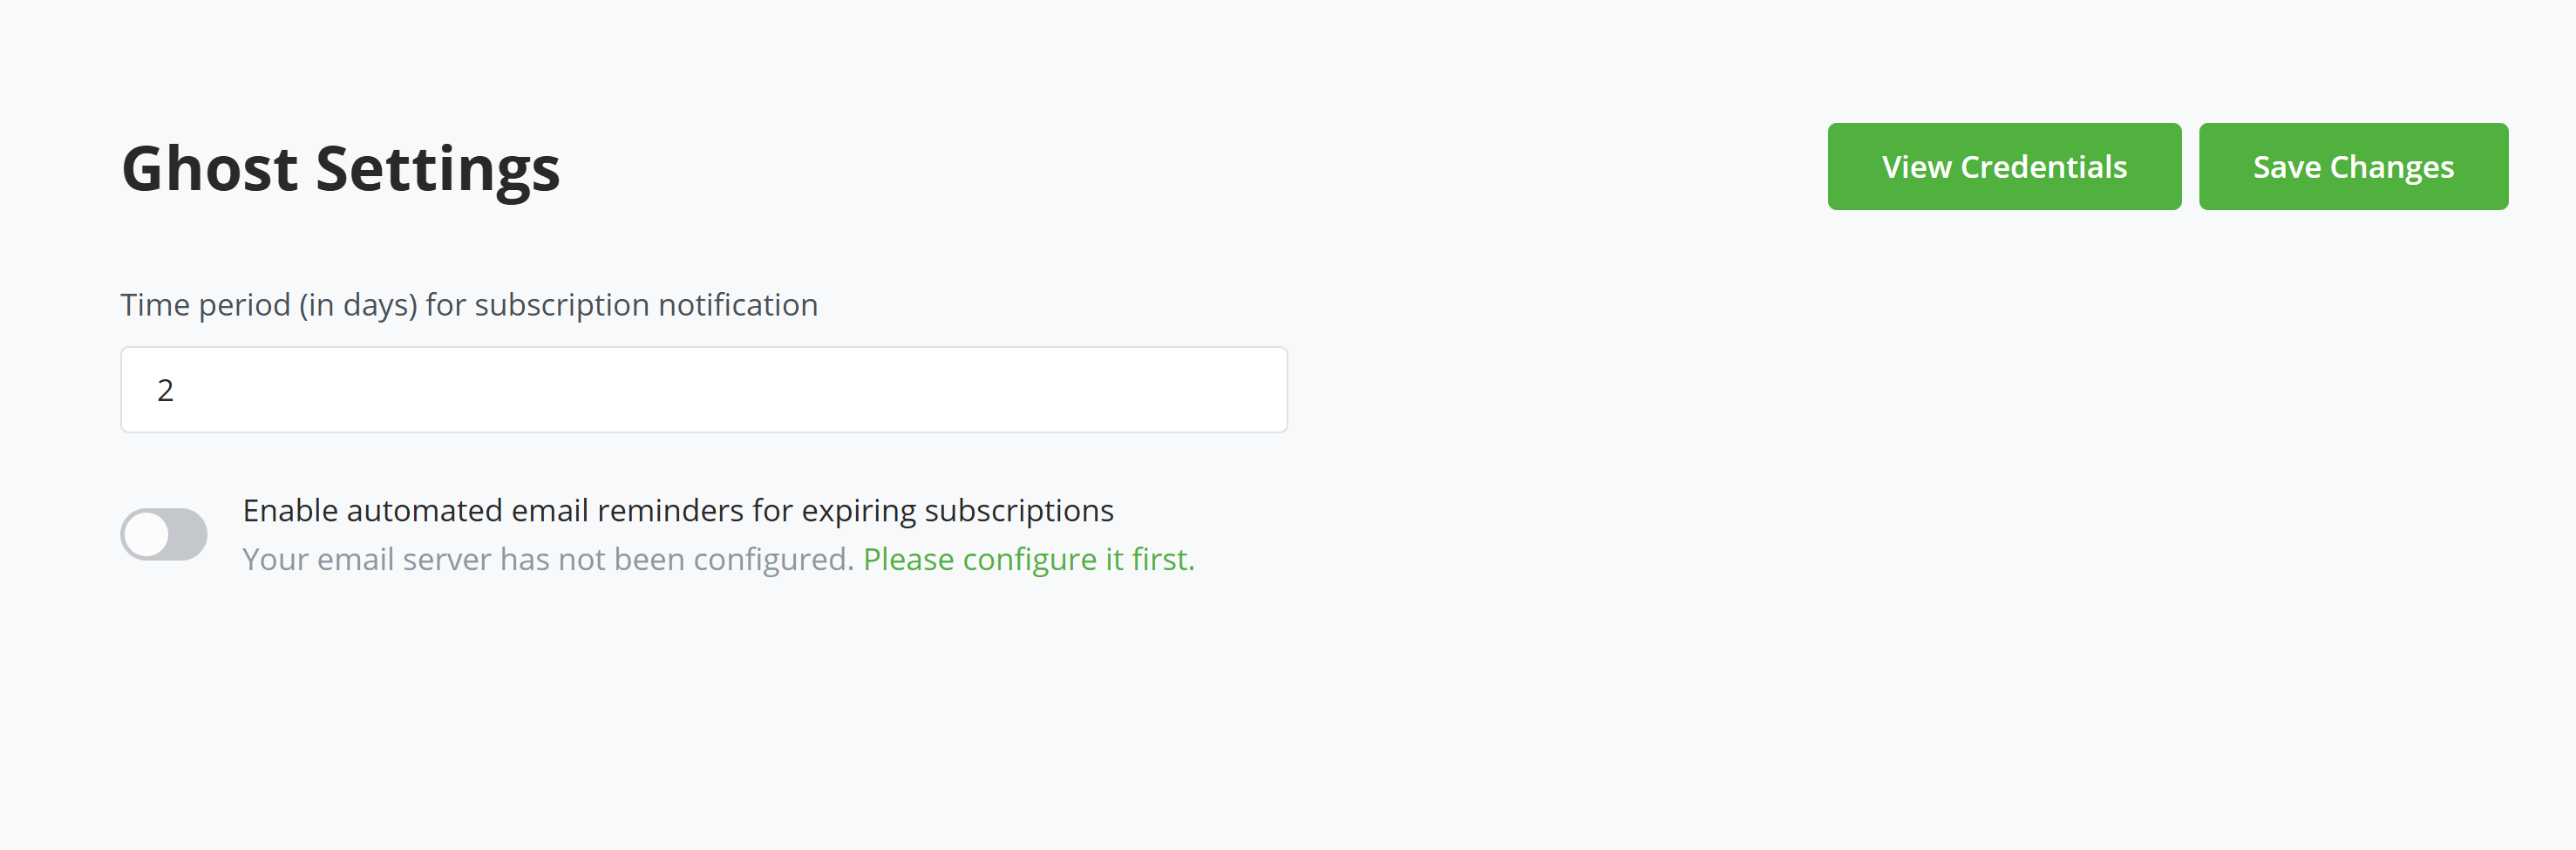 Ghost Settings
View Credentials
Save Changes
Time period (in days) for subscription notification
2
Enable automated email reminders for expiring subscriptions
Your email server has not been configured. Please configure it first.